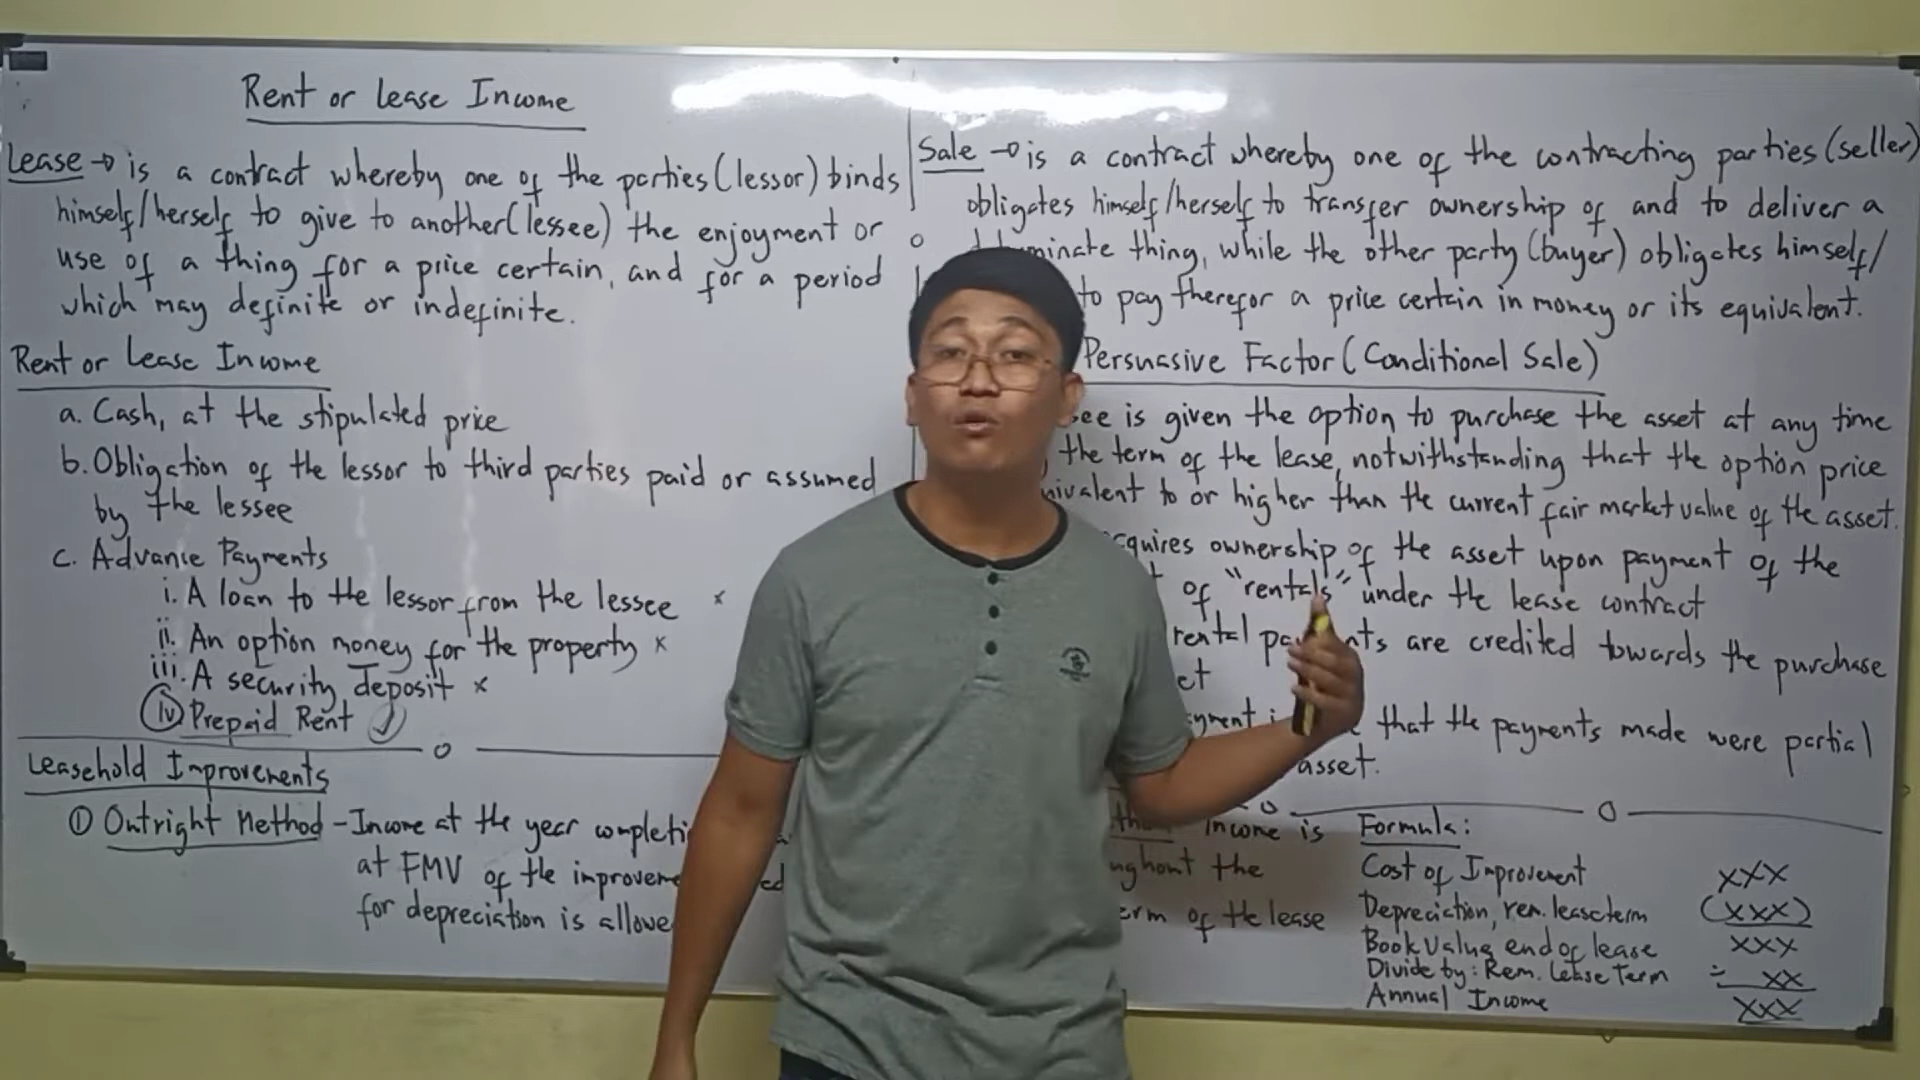 Rent or Lease Income
Lease → is a contract whereby one of the parties (lessor) binds
himself/herself to give to another (lessee) the enjoyment or
use of a thing for a price certain, and for a period
which may definite or indefinite.
Rent or Lease Income
a. Cash, at the stipulated price
b. Obligation of the lessor to third parties paid or assumed
by the lessee
c. Advance Payments
i. A loan to the lessor from the lessee x
ii. An option money for the property x
iii. A security deposit x
iv Prepaid Rent ✓
Leasehold Improvements
① Outright Method - Income at the year
at FMV of the
for depreciation is
Sale → is a contract whereby one of the contracting parties (seller)
obligates himself/herself to transfer ownership of and to deliver a
thing, while the other party (buyer) obligates himself/
to pay therefor a price certain in money or its equivalent.
Persuasive Factor (Conditional Sale)
is given the option to purchase the asset at any time
the term of the lease, notwithstanding that the option price
to or higher than the current fair market value of the asset.
ownership of the asset upon payment of the
of "rentals" under the lease contract
rental are credited towards the purchase
that the payments made were partial
asset.
Income is
the
of the lease
Formula:
Cost of Improvement xxx
Depreciation, rem. lease term (xxx)
Book Value, end of lease xxx
Divide by: Rem. Lease Term ÷ xx
Annual Income xxx